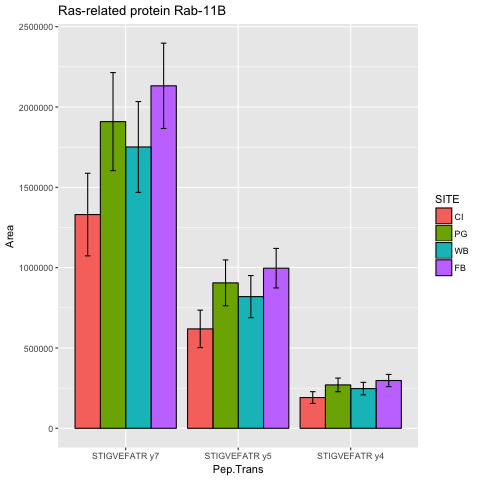 Ras-related protein Rab-11B
2500000
2000000
1500000
1000000
500000
0
Area
STIGVEFATR y7
STIGVEFATR y5
STIGVEFATR y4
Pep.Trans
SITE
CI
PG
WB
FB